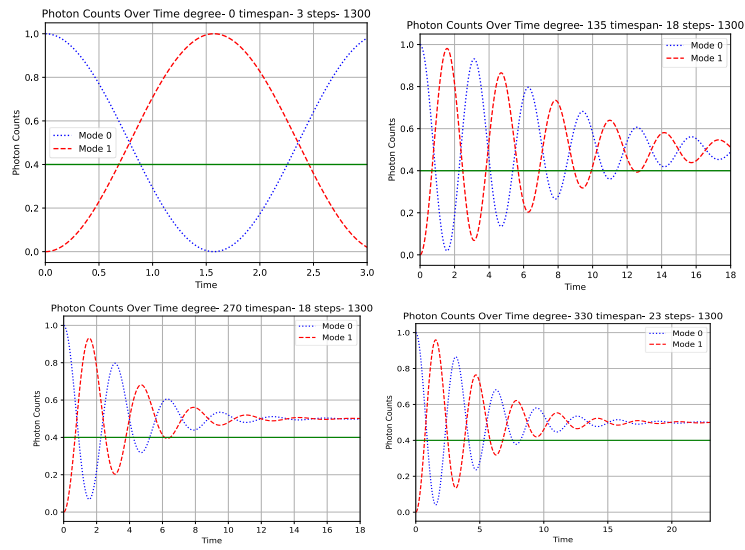 Photon Counts Over Time degree- 0 timespan- 3 steps- 1300
1,0
0,8
0,6
0,4
0,2
0,0
Photon Counts
Mode 0
Mode 1
0.0
0.5
1.0
1.5
2.0
2.5
3.0
Time
Photon Counts Over Time degree- 135 timespan- 18 steps- 1300
1,0
0,8
0,6
0,4
0,2
0,0
Photon Counts
Mode 0
Mode 1
0
2
4
6
8
10
12
14
16
18
Time
Photon Counts Over Time degree- 270 timespan- 18 steps- 1300
1.0
0.8
0.6
0.4
0.2
0.0
Photon Counts
Mode 0
Mode 1
0
2
4
6
8
10
12
14
16
18
Time
Photon Counts Over Time degree- 330 timespan- 23 steps- 1300
1.0
0.8
0.6
0.4
0.2
0.0
Photon Counts
Mode 0
Mode 1
0
5
10
15
20
Time